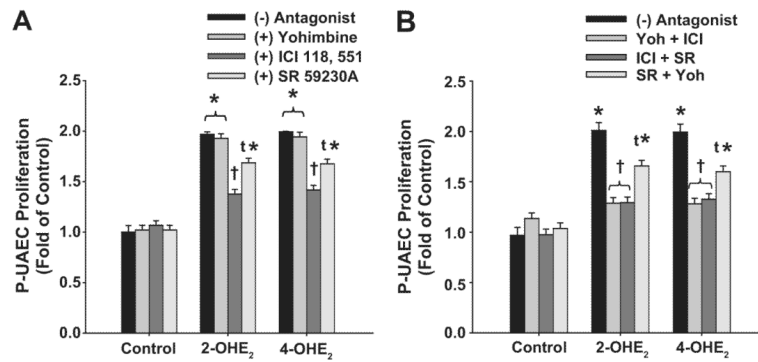 A
(-) Antagonist
(+) Yohimbine
(+) ICI 118, 551
(+) SR 59230A
P-UAEC Proliferation
(Fold of Control)
2.5
2.0
1.5
1.0
0.5
0.0
*
†
t*
*
†
t*
Control
2-OHE₂
4-OHE₂
B
(-) Antagonist
Yoh + ICI
ICI + SR
SR + Yoh
P-UAEC Proliferation
(Fold of Control)
2.5
2.0
1.5
1.0
0.5
0.0
*
†
t*
*
†
t*
Control
2-OHE₂
4-OHE₂